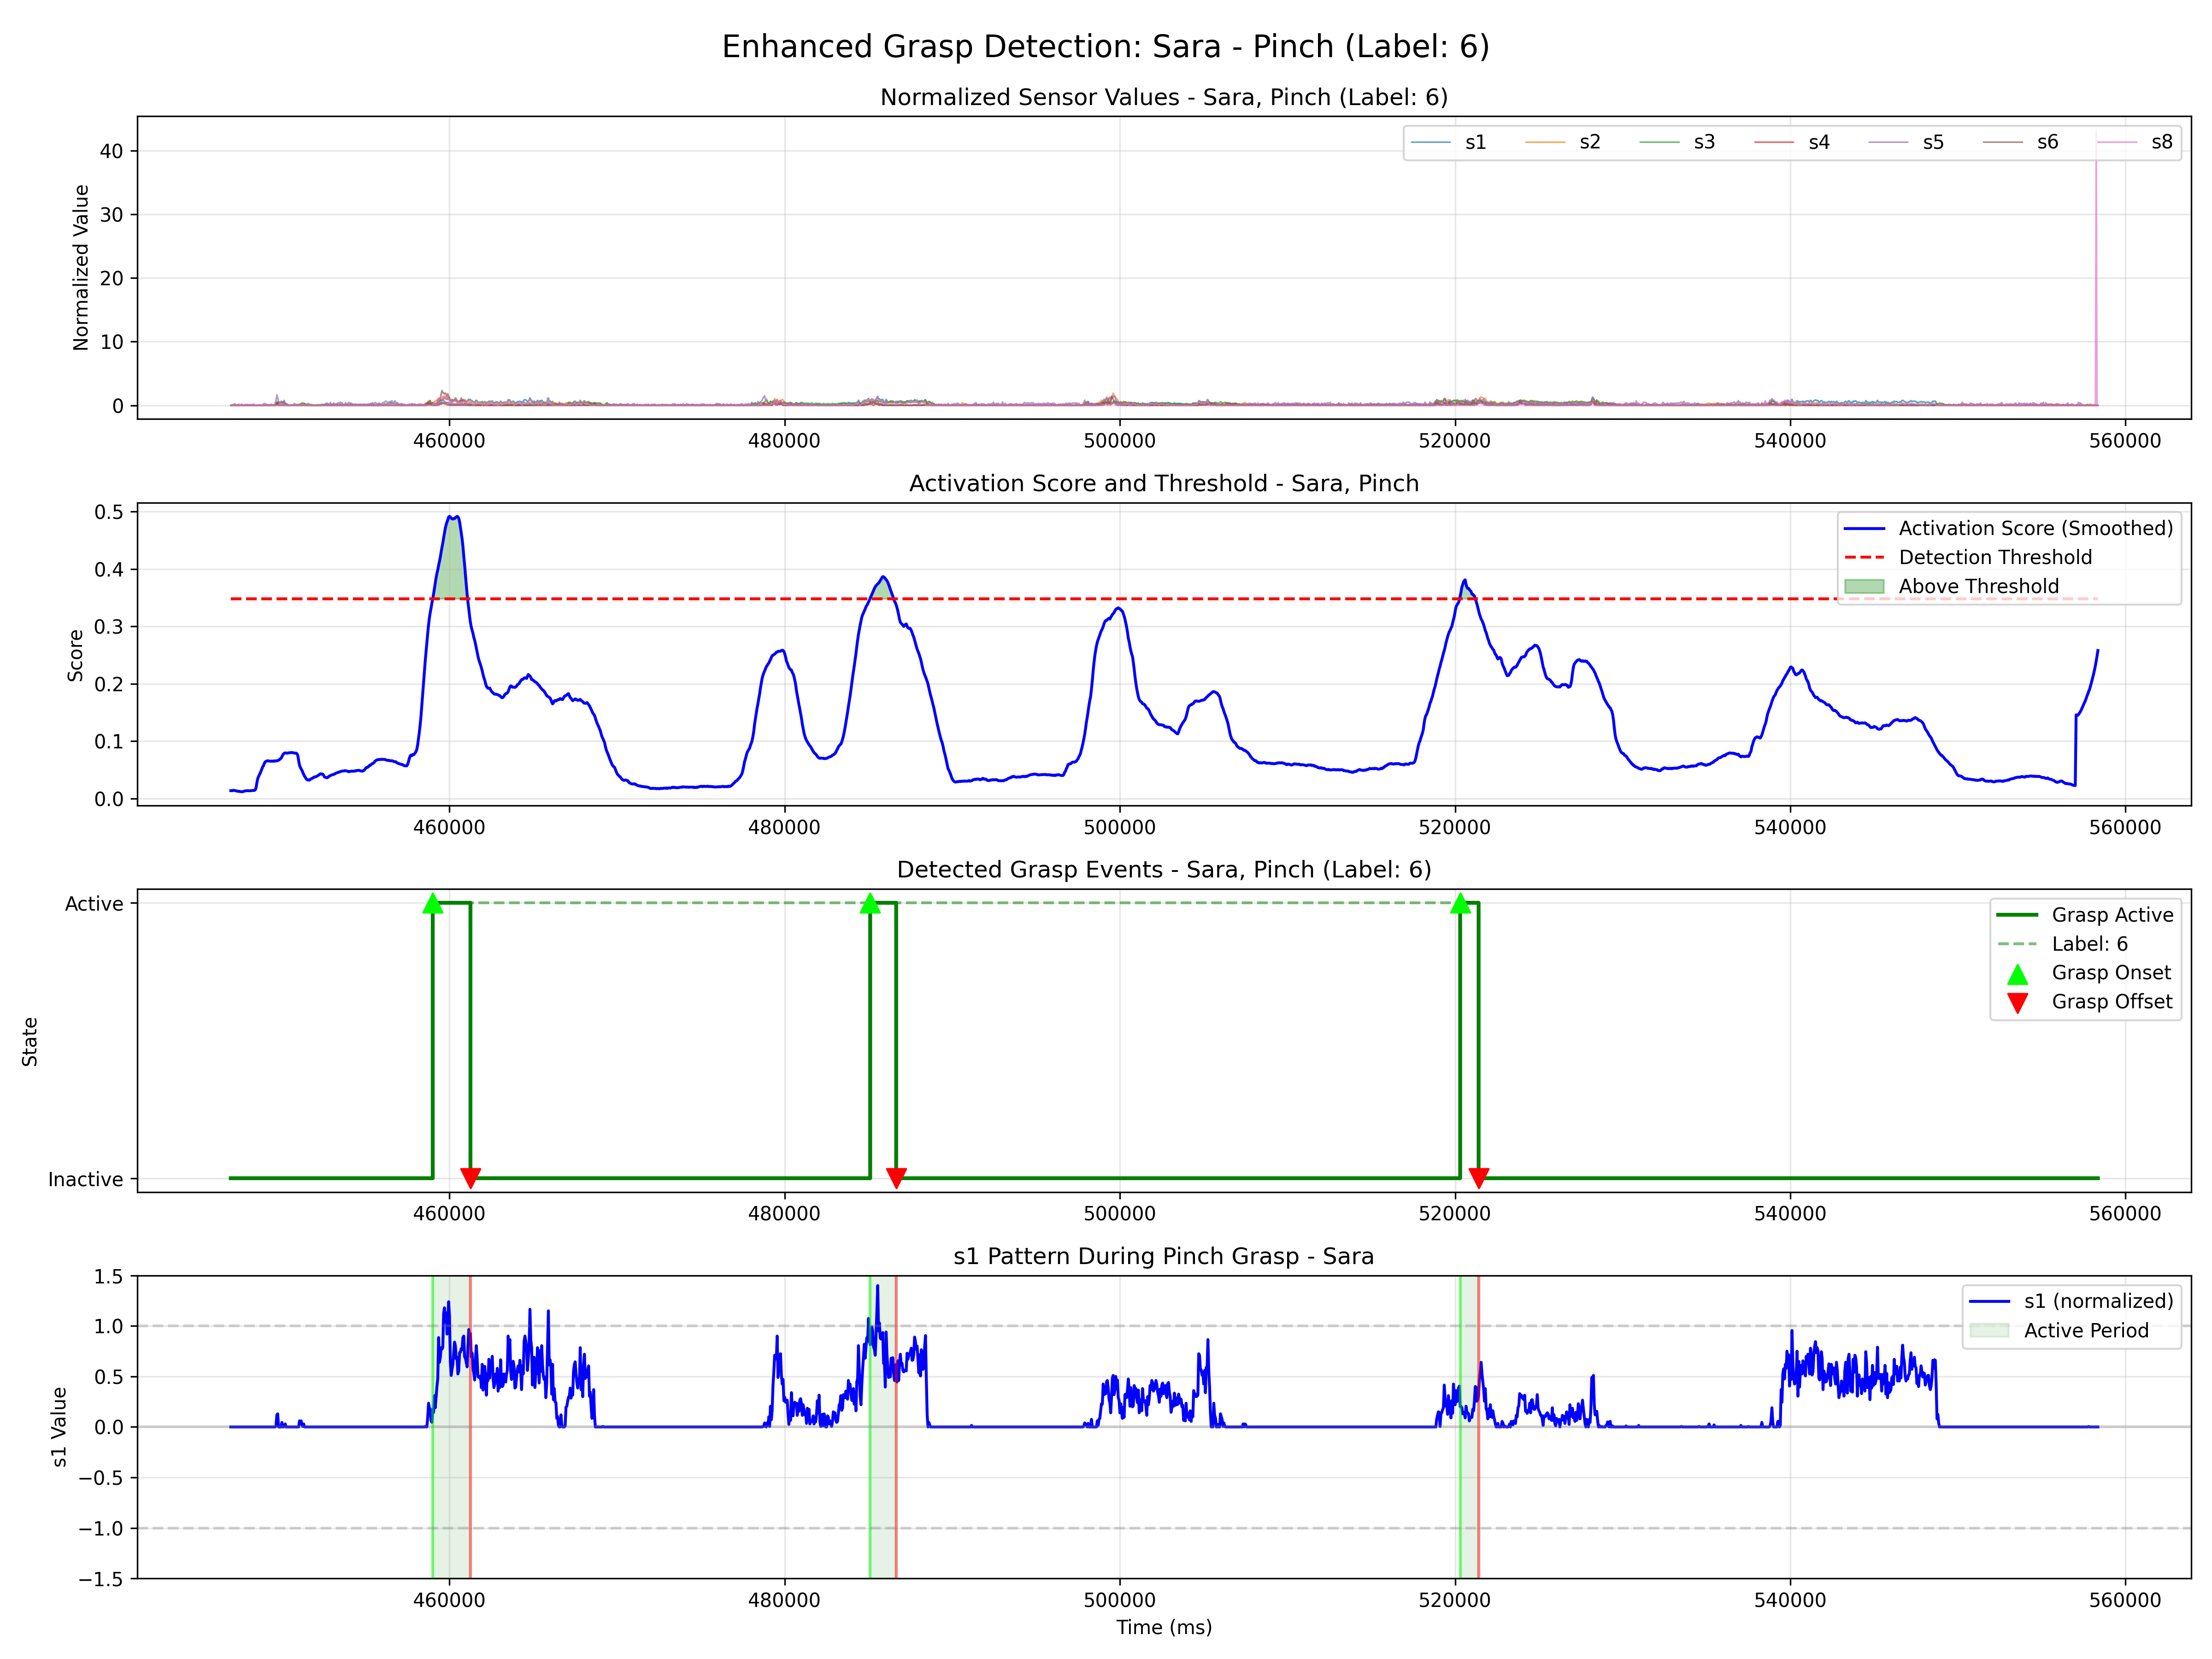 Enhanced Grasp Detection: Sara - Pinch (Label: 6)
Normalized Sensor Values - Sara, Pinch (Label: 6)
Normalized Value
40
30
20
10
0
s1 s2 s3 s4 s5 s6 s8
460000 480000 500000 520000 540000 560000
Activation Score and Threshold - Sara, Pinch
Score
0.5
0.4
0.3
0.2
0.1
0.0
Activation Score (Smoothed)
Detection Threshold
Above Threshold
460000 480000 500000 520000 540000 560000
Detected Grasp Events - Sara, Pinch (Label: 6)
State
Active
Inactive
Grasp Active
Label: 6
Grasp Onset
Grasp Offset
460000 480000 500000 520000 540000 560000
s1 Pattern During Pinch Grasp - Sara
s1 Value
1.5
1.0
0.5
0.0
−0.5
−1.0
−1.5
s1 (normalized)
Active Period
460000 480000 500000 520000 540000 560000
Time (ms)